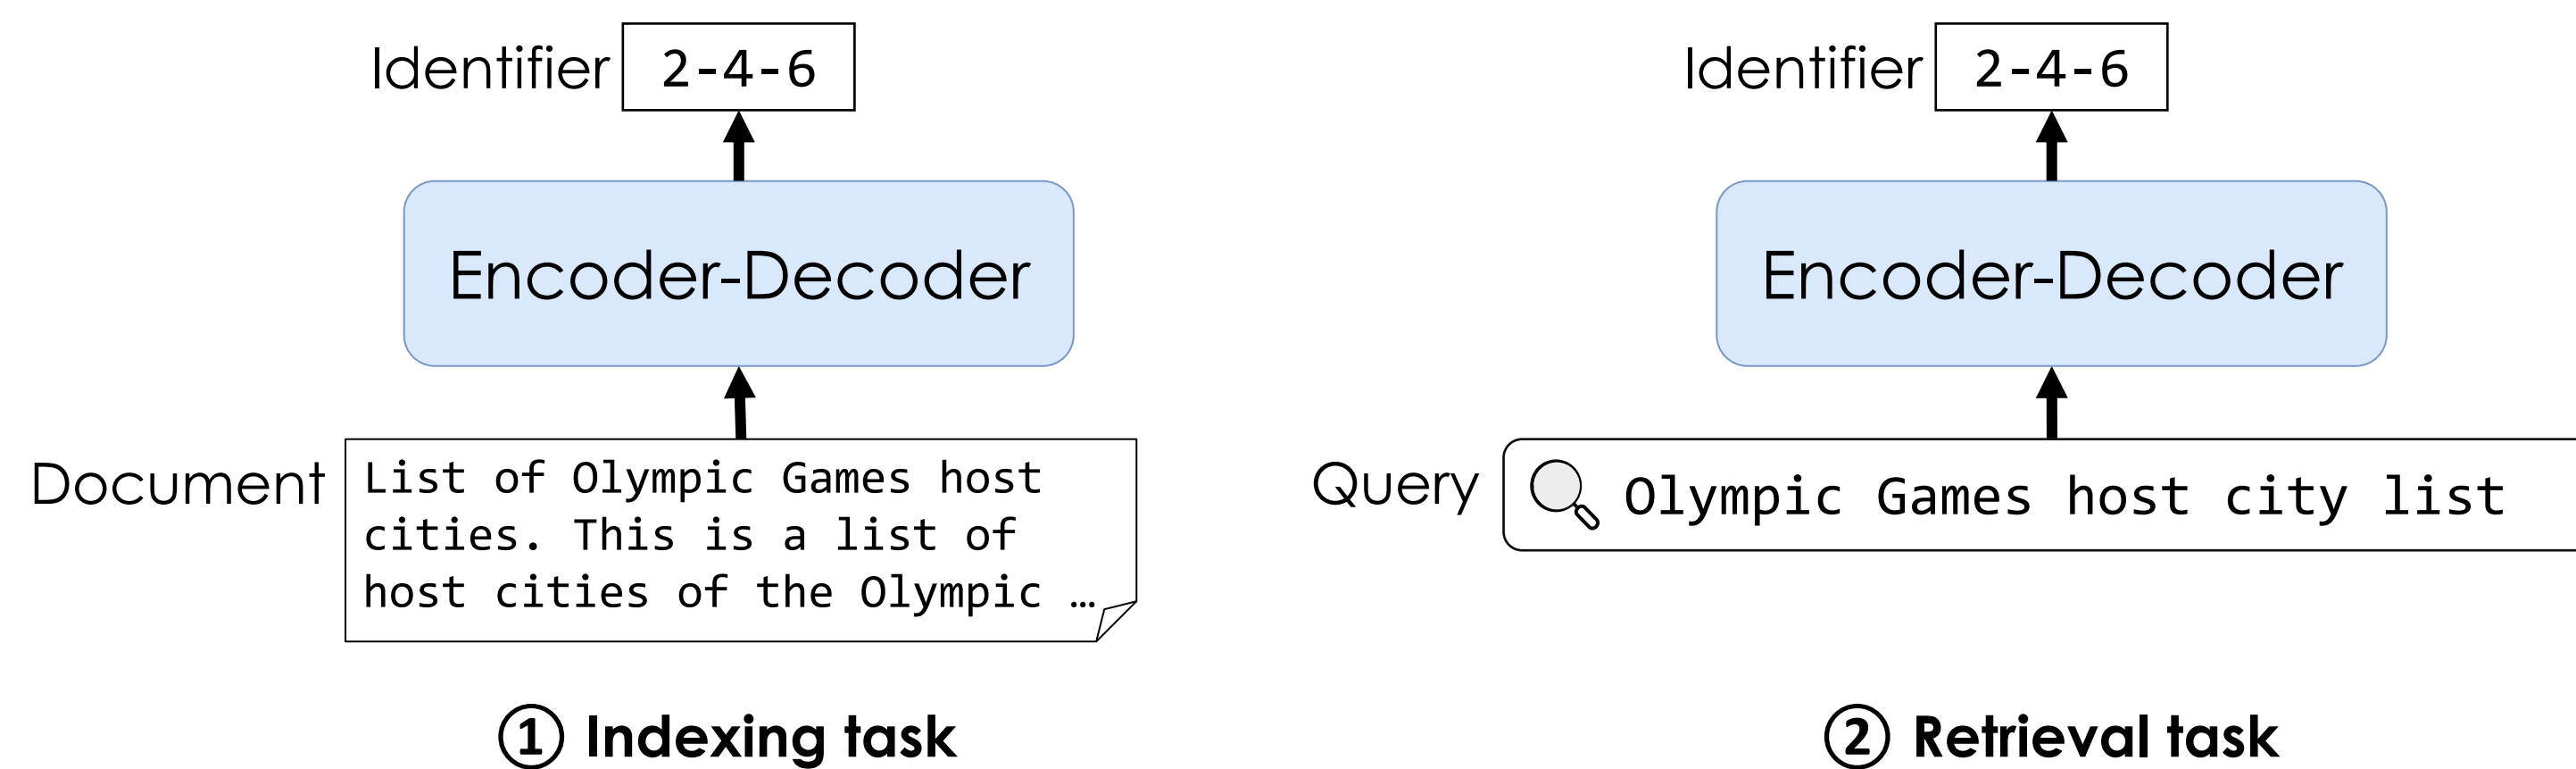 Identifier 2-4-6
Encoder-Decoder
Document
List of Olympic Games host
cities. This is a list of
host cities of the Olympic …
① Indexing task
Identifier 2-4-6
Encoder-Decoder
Query Olympic Games host city list
② Retrieval task